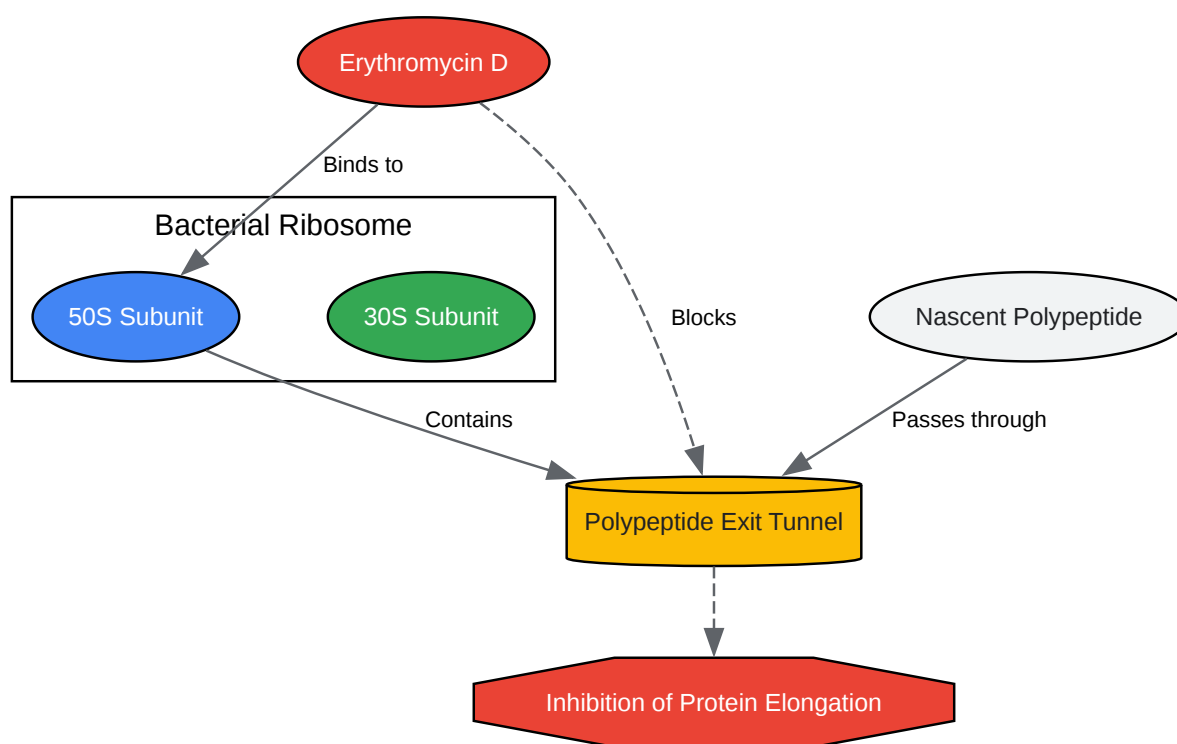 Erythromycin D
Binds to
Bacterial Ribosome
50S Subunit
30S Subunit
Blocks
Nascent Polypeptide
Contains
Passes through
Polypeptide Exit Tunnel
Inhibition of Protein Elongation